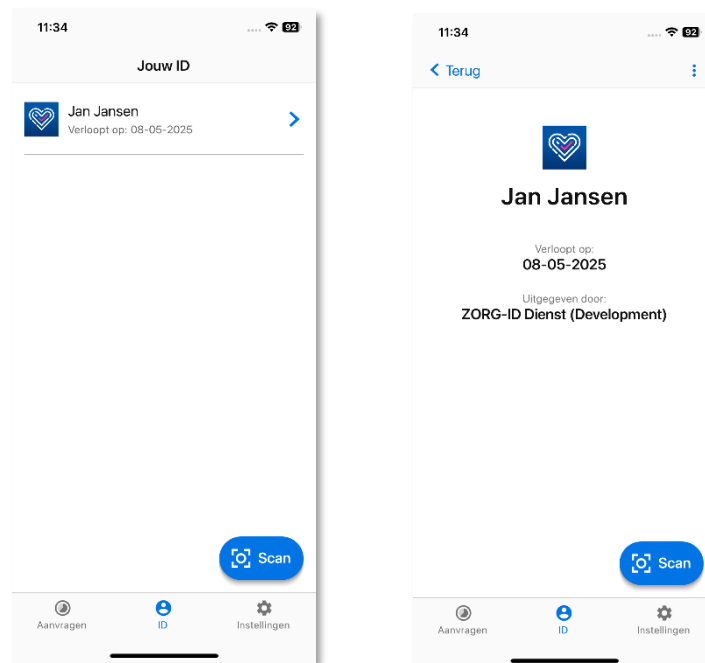 11:34
92
Jouw ID
Jan Jansen
Verloopt op: 08-05-2025
Scan
Aanvragen
ID
Instellingen
11:34
92
Terug
Jan Jansen
Verloopt op:
08-05-2025
Uitgegeven door:
ZORG-ID Dienst (Development)
Scan
Aanvragen
ID
Instellingen